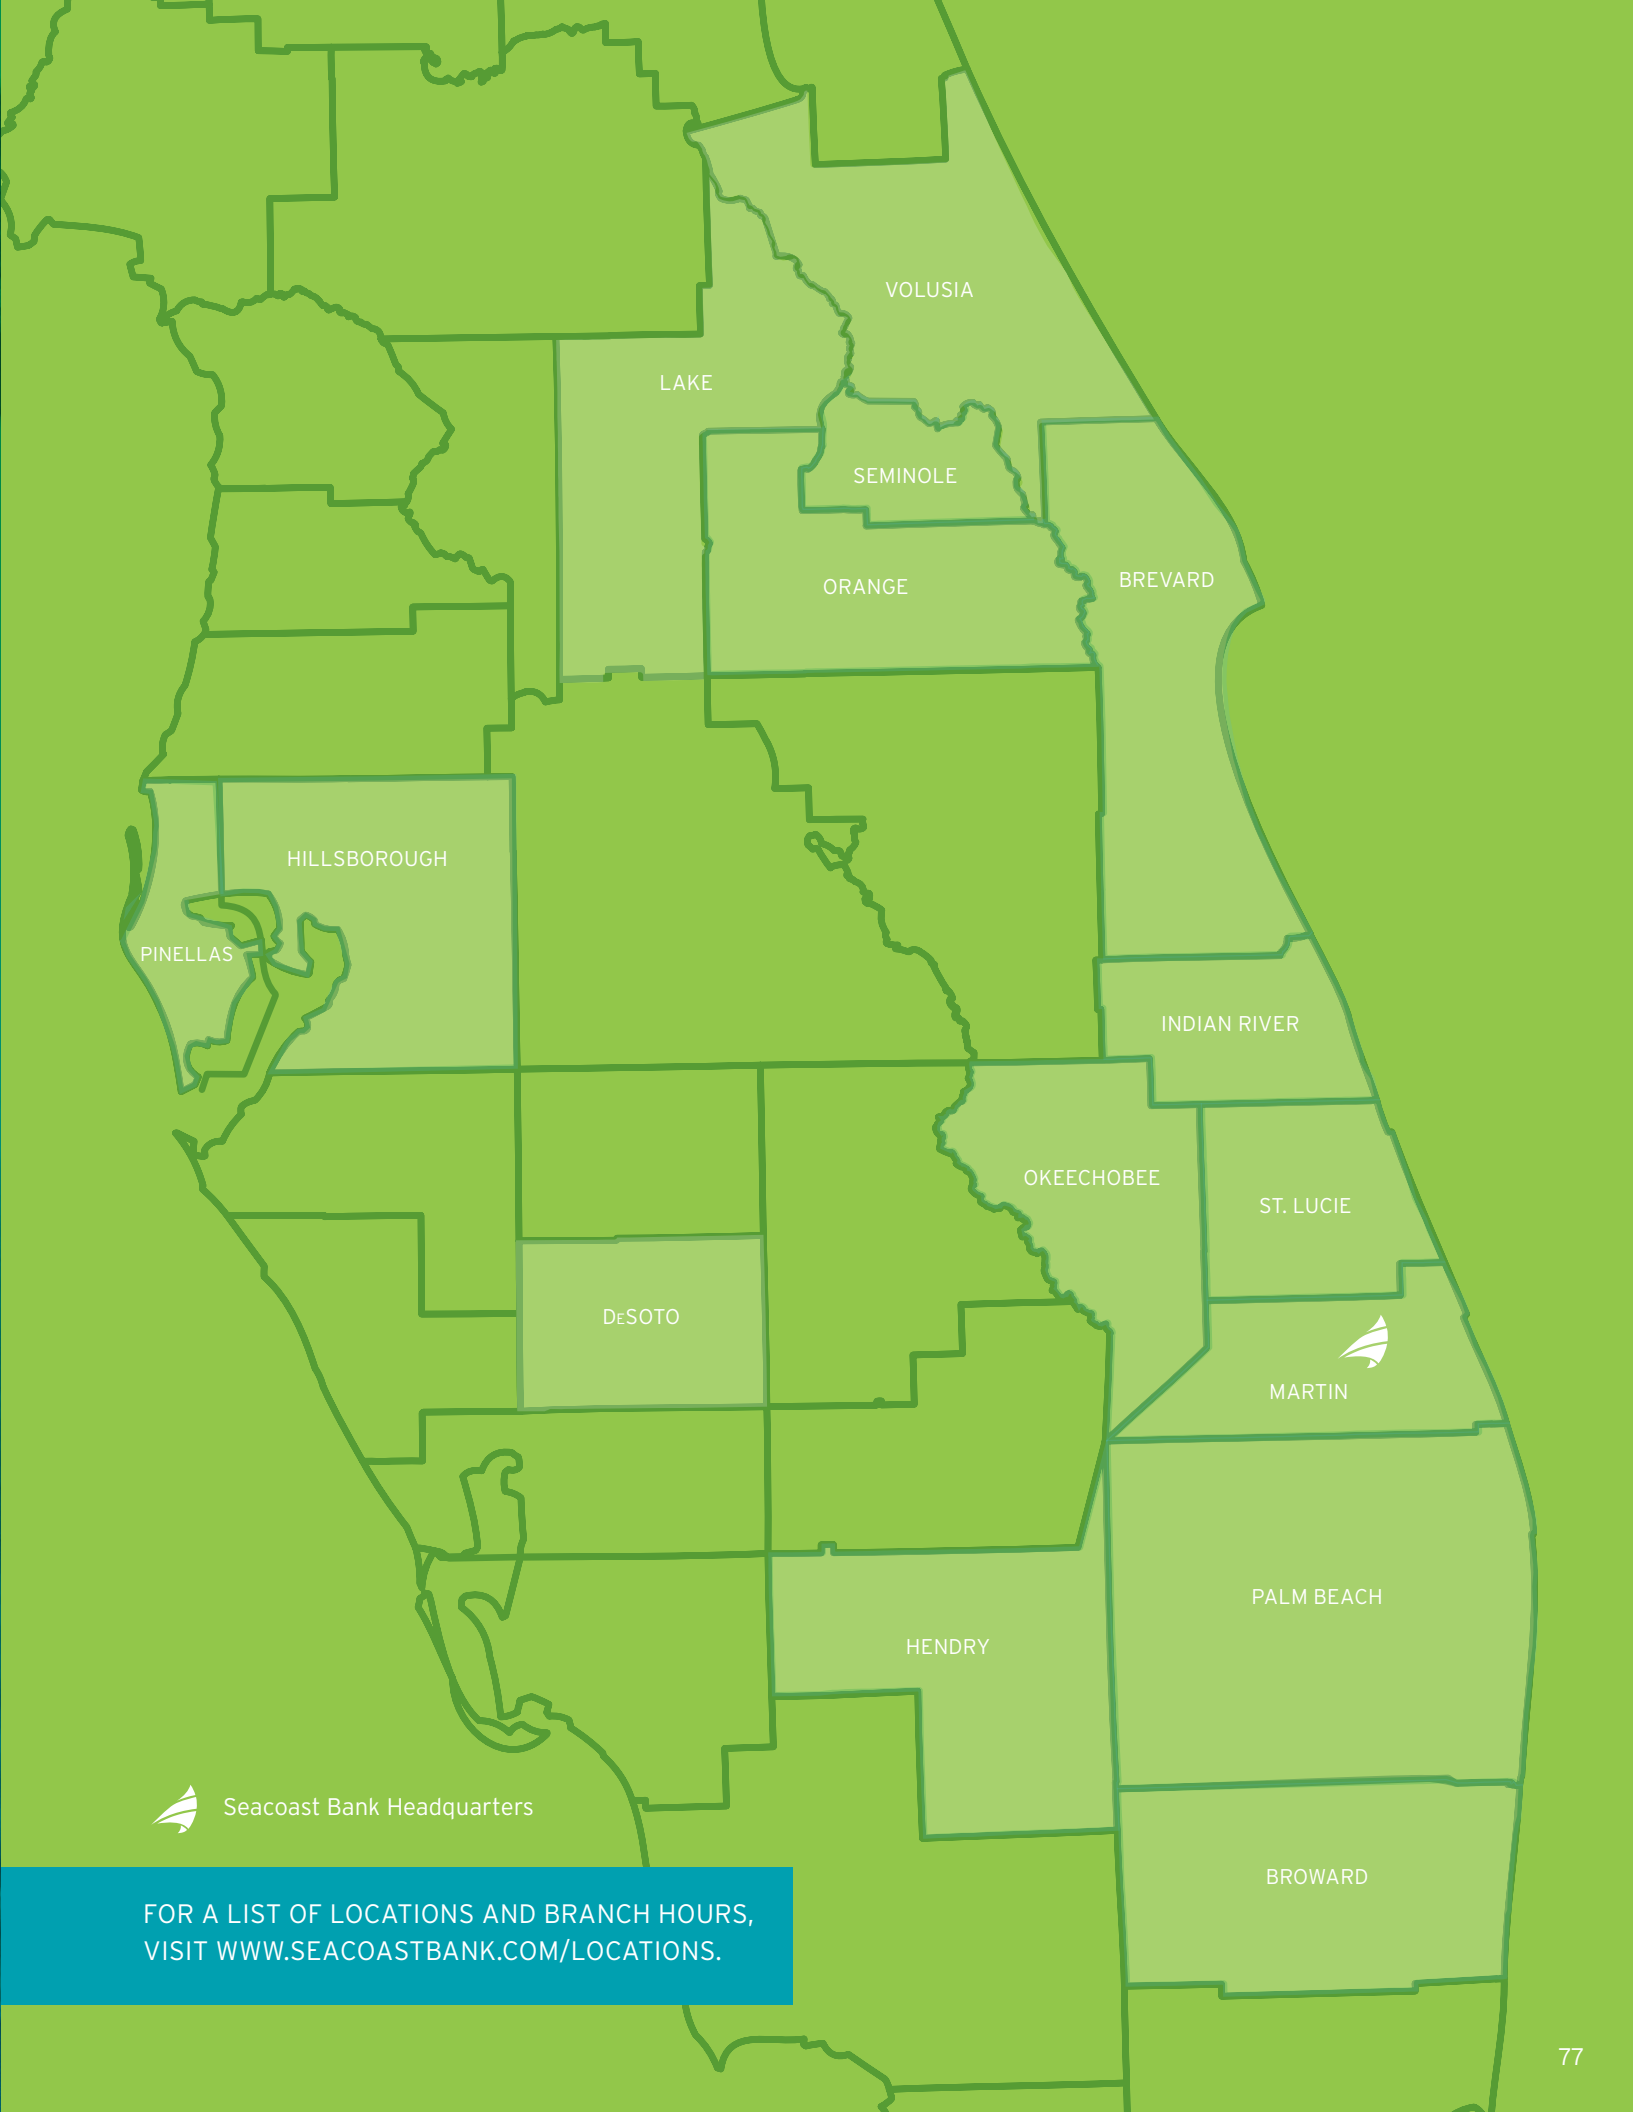 VOLUSIA
LAKE
SEMINOLE
ORANGE
BREVARD
HILLSBOROUGH
PINELLAS
INDIAN RIVER
OKEECHOBEE
ST. LUCIE
DeSOTO
MARTIN
PALM BEACH
HENDRY
Seacoast Bank Headquarters
BROWARD
FOR A LIST OF LOCATIONS AND BRANCH HOURS,
VISIT WWW.SEACOASTBANK.COM/LOCATIONS.
77